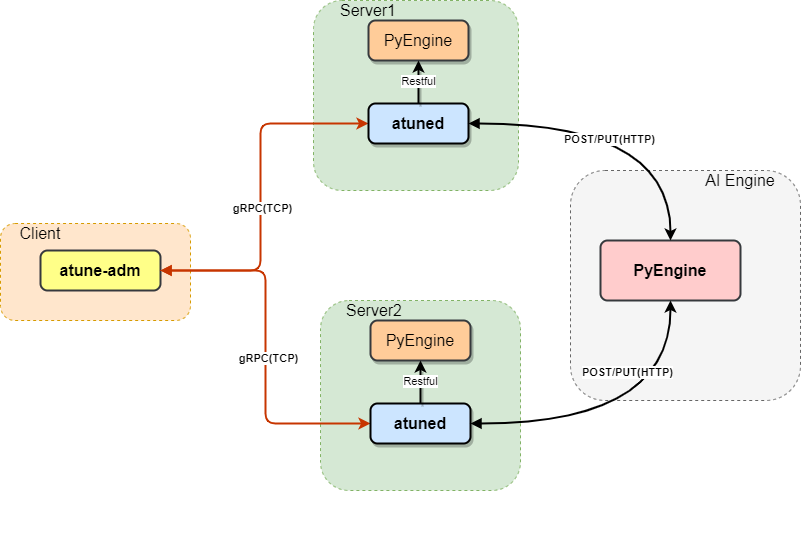 Server1
PyEngine
Restful
atuned
POST/PUT(HTTP)
AI Engine
gRPC(TCP)
Client
atune-adm
PyEngine
Server2
PyEngine
gRPC(TCP)
POST/PUT(HTTP)
Restful
atuned